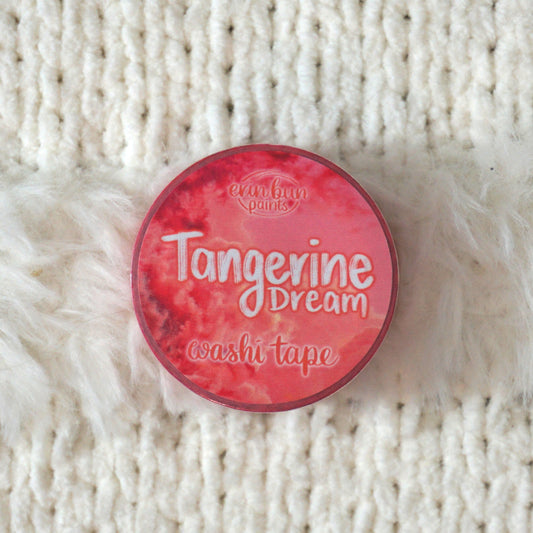 erin bun
paints
Tangerine
Dream
washi tape